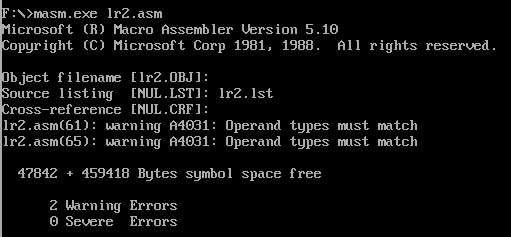 F:\>masm.exe lr2.asm
Microsoft (R) Macro Assembler Version 5.10
Copyright (C) Microsoft Corp 1981, 1988.  All rights reserved.
Object filename [lr2.OBJ]:
Source listing  [NUL.LST]: lr2.lst
Cross-reference [NUL.CRF]:
lr2.asm(61): warning A4031: Operand types must match
lr2.asm(65): warning A4031: Operand types must match
47842 + 459418 Bytes symbol space free
2 Warning Errors
0 Severe  Errors